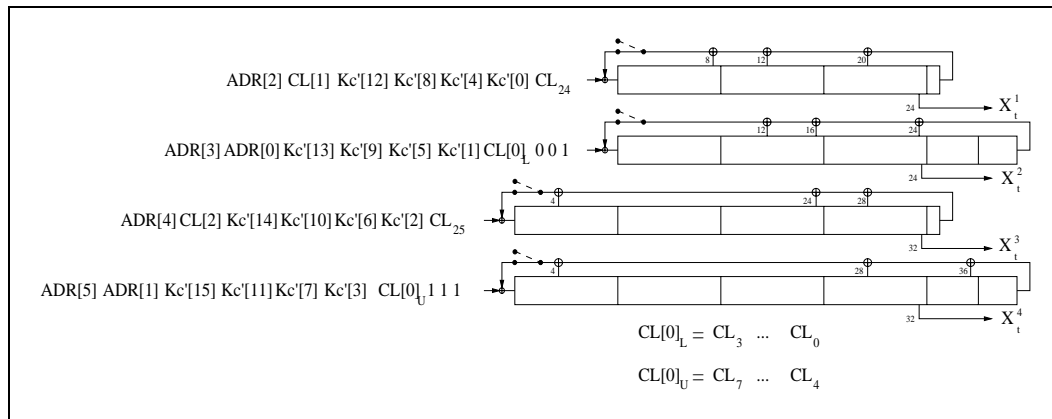 8 12 20
ADR[2] CL[1] Kc'[12] Kc'[8] Kc'[4] Kc'[0] CL24
24 X1t
12 16 24
ADR[3] ADR[0] Kc'[13] Kc'[9] Kc'[5] Kc'[1] CL[0]L 0 0 1
24 X2t
4 24 28
ADR[4] CL[2] Kc'[14] Kc'[10] Kc'[6] Kc'[2] CL25
32 X3t
4 28 36
ADR[5] ADR[1] Kc'[15] Kc'[11] Kc'[7] Kc'[3] CL[0]U 1 1 1
32 X4t
CL[0]L = CL3 ... CL0
CL[0]U = CL7 ... CL4